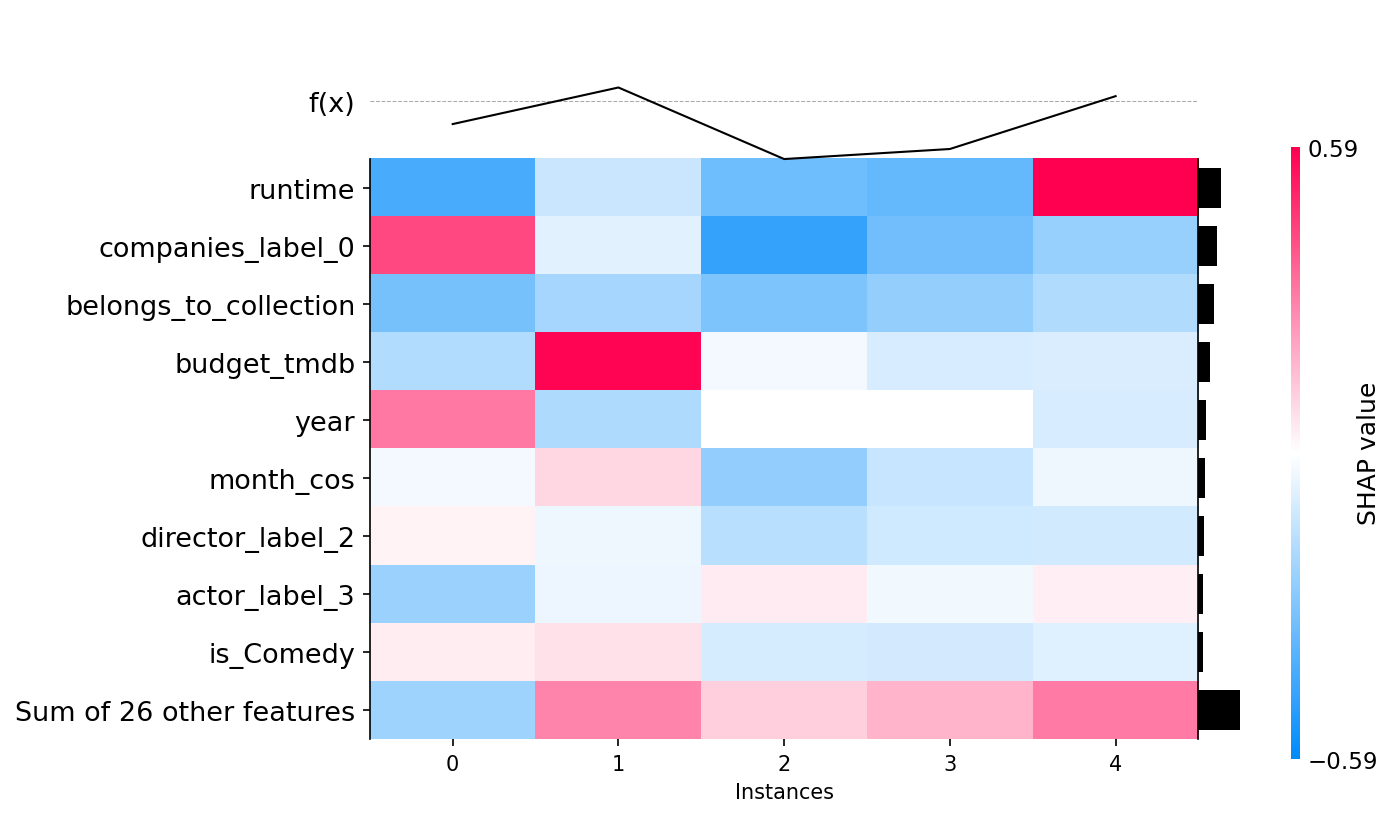 f(x)
runtime
companies_label_0
belongs_to_collection
budget_tmdb
year
month_cos
director_label_2
actor_label_3
is_Comedy
Sum of 26 other features
0 1 2 3 4
Instances
0.59
SHAP value
−0.59